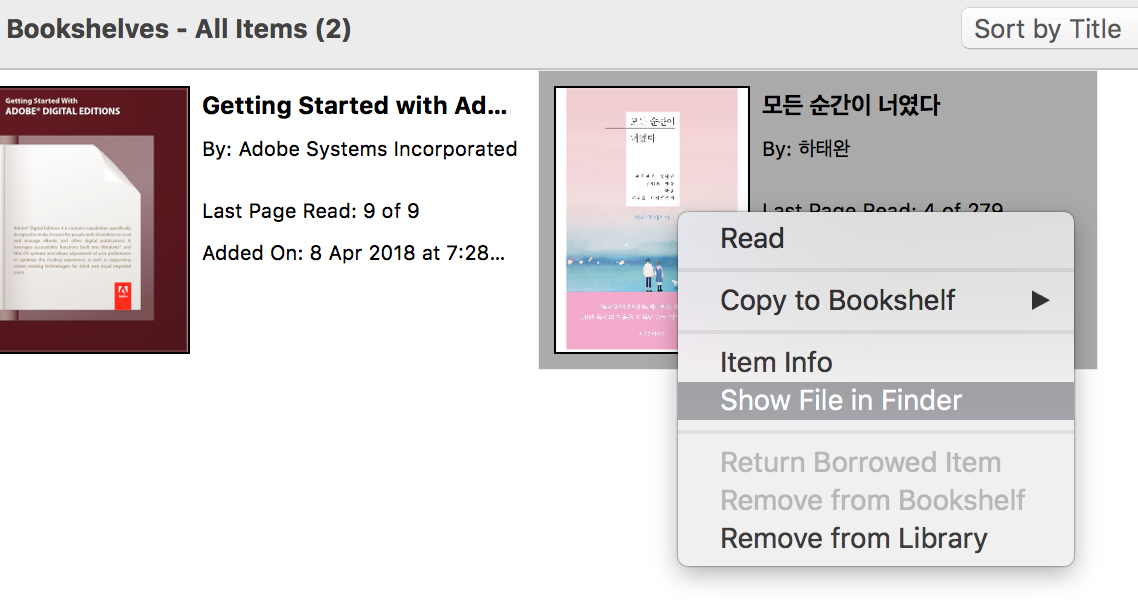 Bookshelves - All Items (2)
Sort by Title
Getting Started With
ADOBE® DIGITAL EDITIONS
Getting Started with Ad...
By: Adobe Systems Incorporated
Last Page Read: 9 of 9
Added On: 8 Apr 2018 at 7:28...
Adobe
모든 순간이
너였다
모든 순간이 너였다
By: 하태완
Last Page Read: 4 of 279
Read
Copy to Bookshelf
Item Info
Show File in Finder
Return Borrowed Item
Remove from Bookshelf
Remove from Library